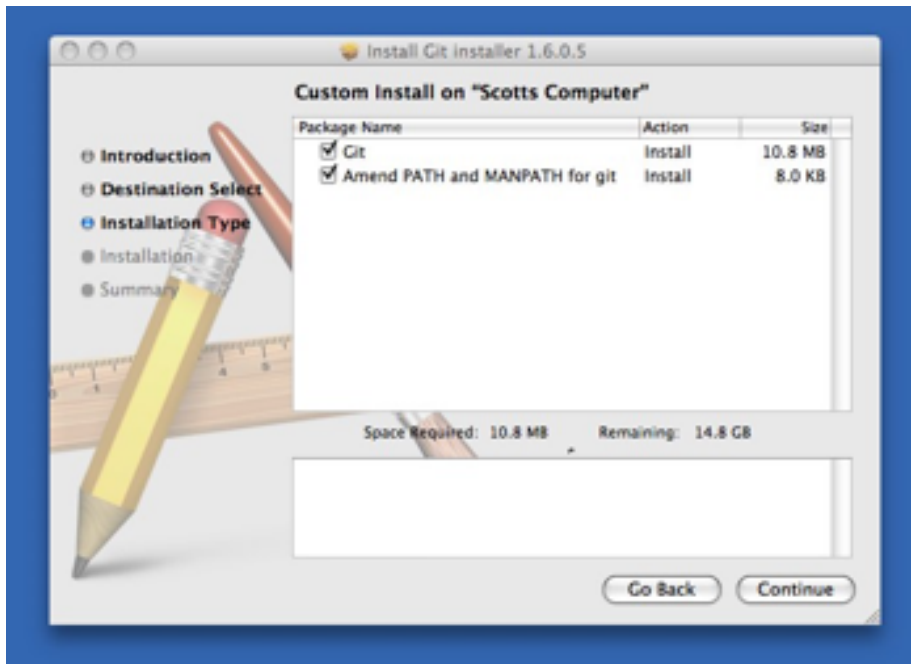 Install Git installer 1.6.0.5
Custom Install on "Scotts Computer"
Introduction
Destination Select
Installation Type
Installation
Summary
Package Name Action Size
Git Install 10.8 MB
Amend PATH and MANPATH for git Install 8.0 KB
Space Required: 10.8 MB Remaining: 14.8 GB
Go Back Continue